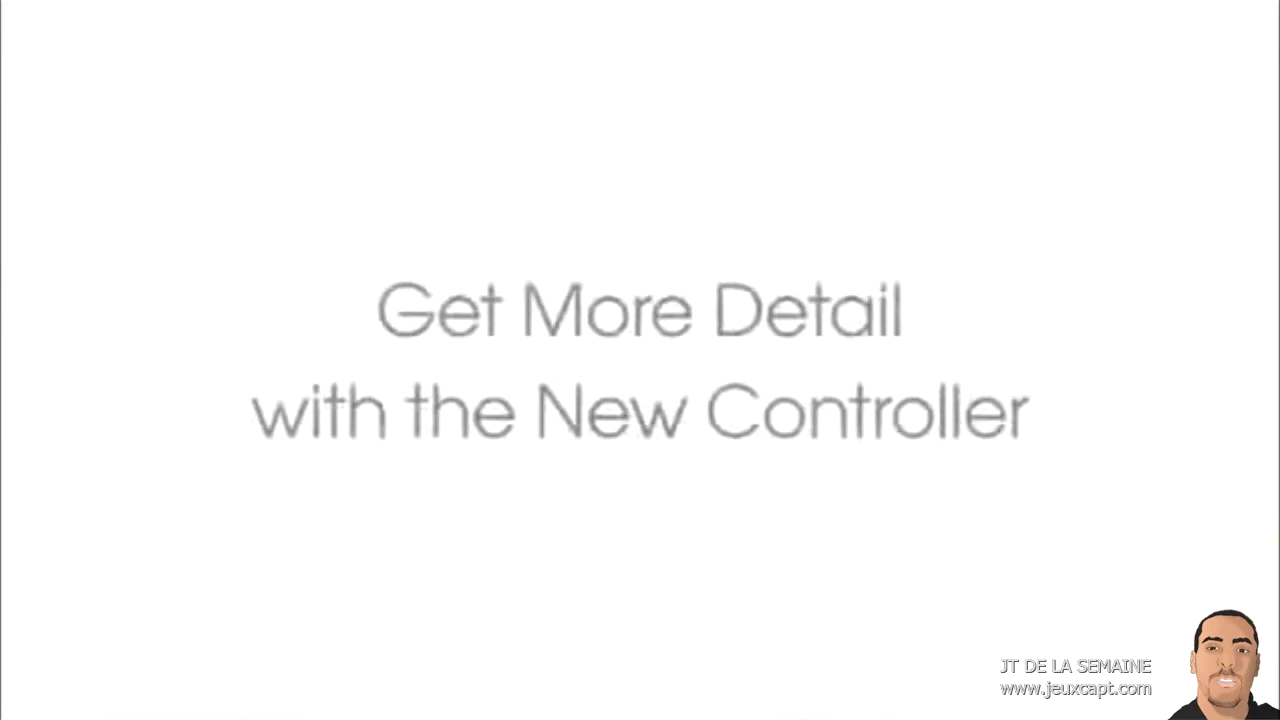 Get More Detail
with the New Controller
JT DE LA SEMAINE
www.jeuxcapt.com